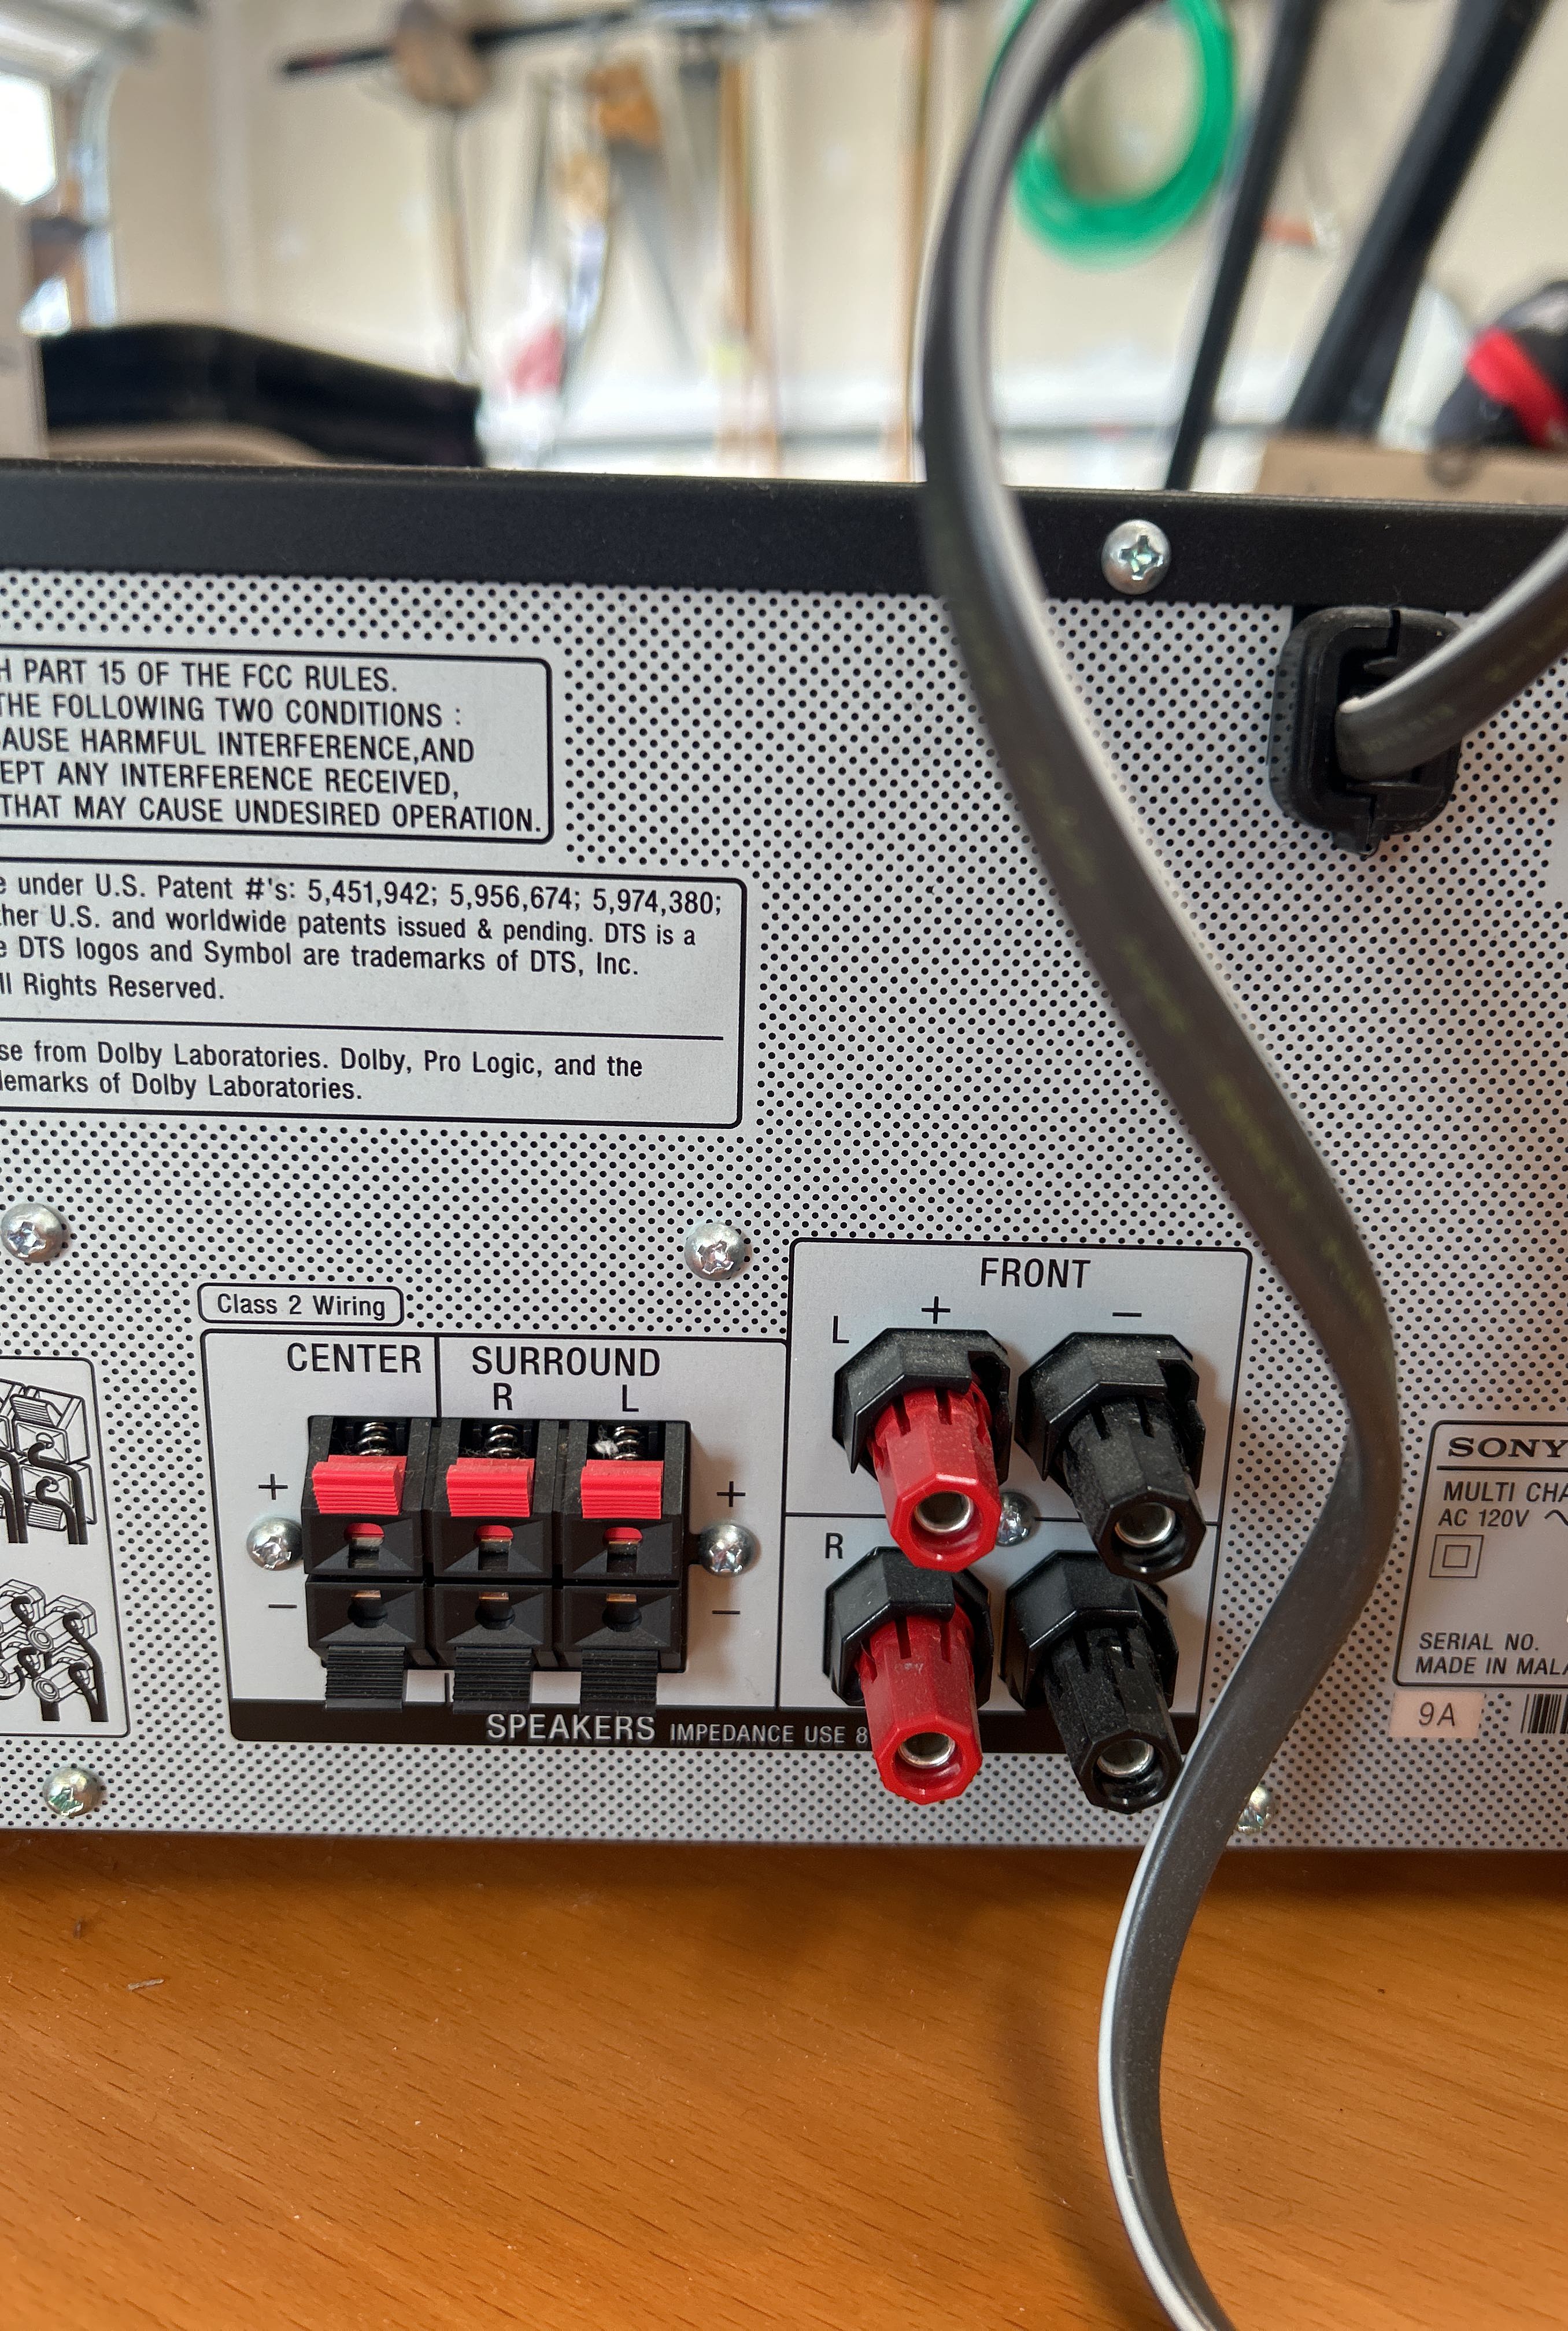 H PART 15 OF THE FCC RULES.
THE FOLLOWING TWO CONDITIONS :
AUSE HARMFUL INTERFERENCE,AND
EPT ANY INTERFERENCE RECEIVED,
THAT MAY CAUSE UNDESIRED OPERATION.
e under U.S. Patent #'s: 5,451,942; 5,956,674; 5,974,380;
ther U.S. and worldwide patents issued & pending. DTS is a
e DTS logos and Symbol are trademarks of DTS, Inc.
ll Rights Reserved.
se from Dolby Laboratories. Dolby, Pro Logic, and the
demarks of Dolby Laboratories.
Class 2 Wiring
CENTER
SURROUND
R L
+ +
− −
FRONT
+ −
L
R
SPEAKERS IMPEDANCE USE 8
SONY
MULTI CHA
AC 120V ~
SERIAL NO.
MADE IN MALA
9A